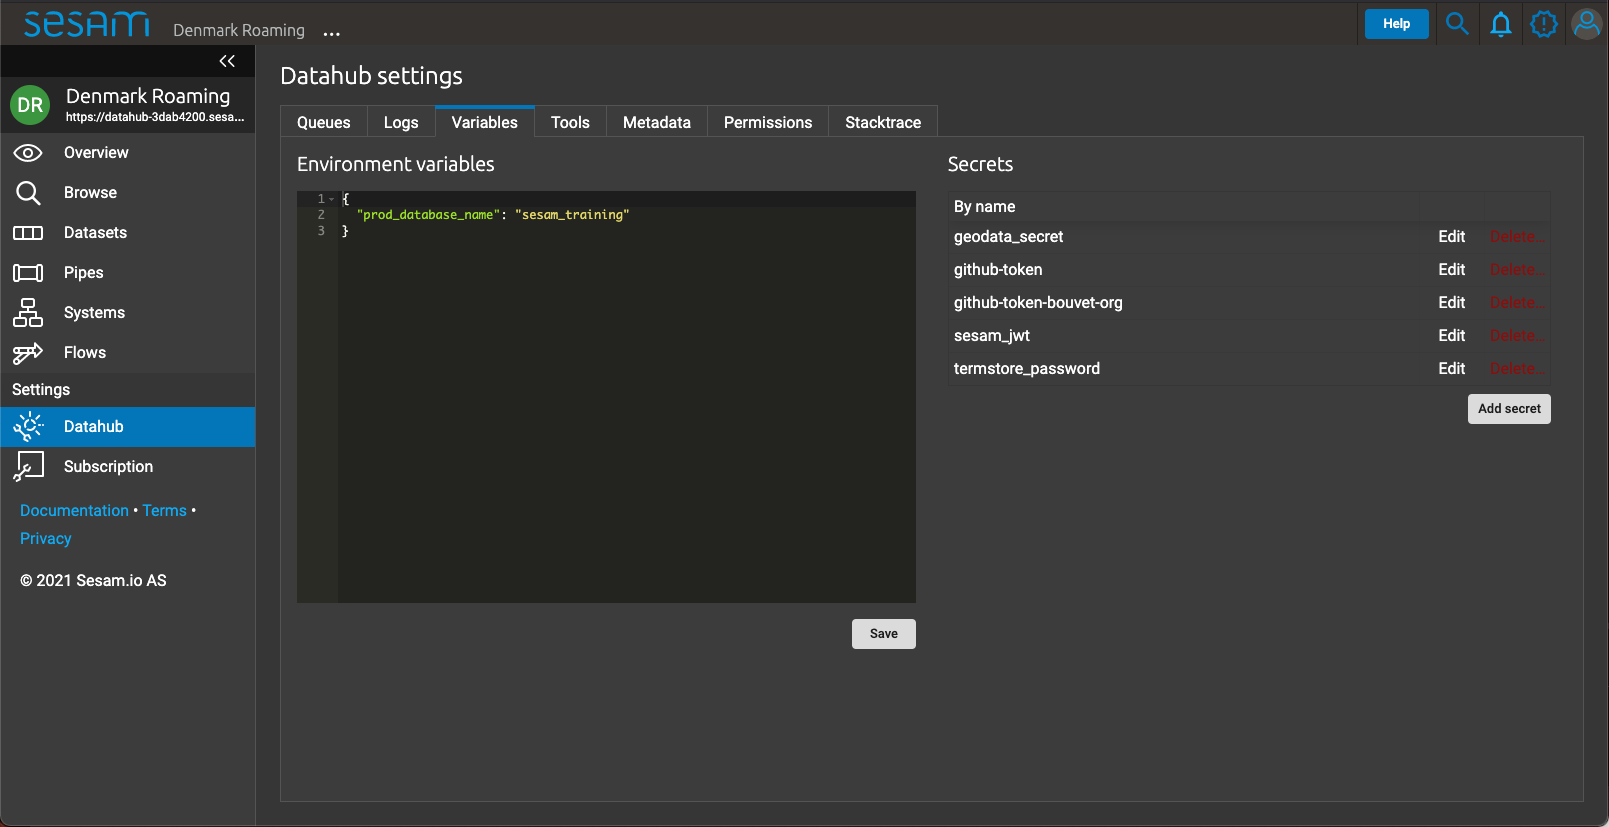 sesam Denmark Roaming ...
Help
DR Denmark Roaming
https://datahub-3dab4200.sesa...
Overview
Browse
Datasets
Pipes
Systems
Flows
Settings
Datahub
Subscription
Documentation • Terms •
Privacy
© 2021 Sesam.io AS
Datahub settings
Queues Logs Variables Tools Metadata Permissions Stacktrace
Environment variables
1 {
2 "prod_database_name": "sesam_training"
3 }
Save
Secrets
By name
geodata_secret Edit Delete...
github-token Edit Delete...
github-token-bouvet-org Edit Delete...
sesam_jwt Edit Delete...
termstore_password Edit Delete...
Add secret